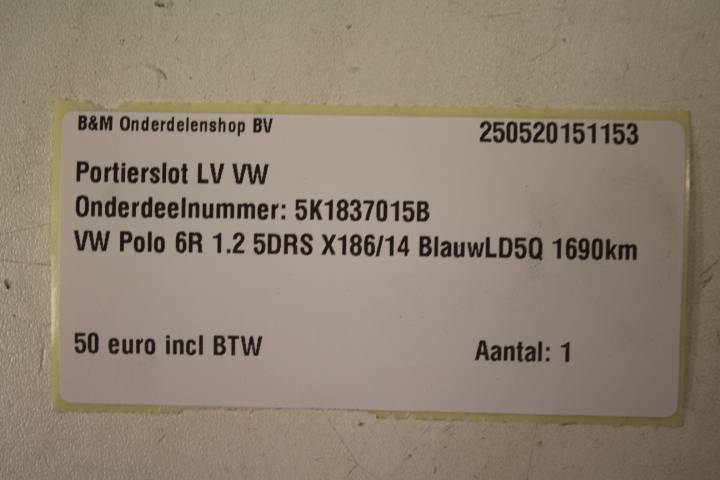 B&M Onderdelenshop BV 250520151153
Portierslot LV VW
Onderdeelnummer: 5K1837015B
VW Polo 6R 1.2 5DRS X186/14 BlauwLD5Q 1690km
50 euro incl BTW Aantal: 1